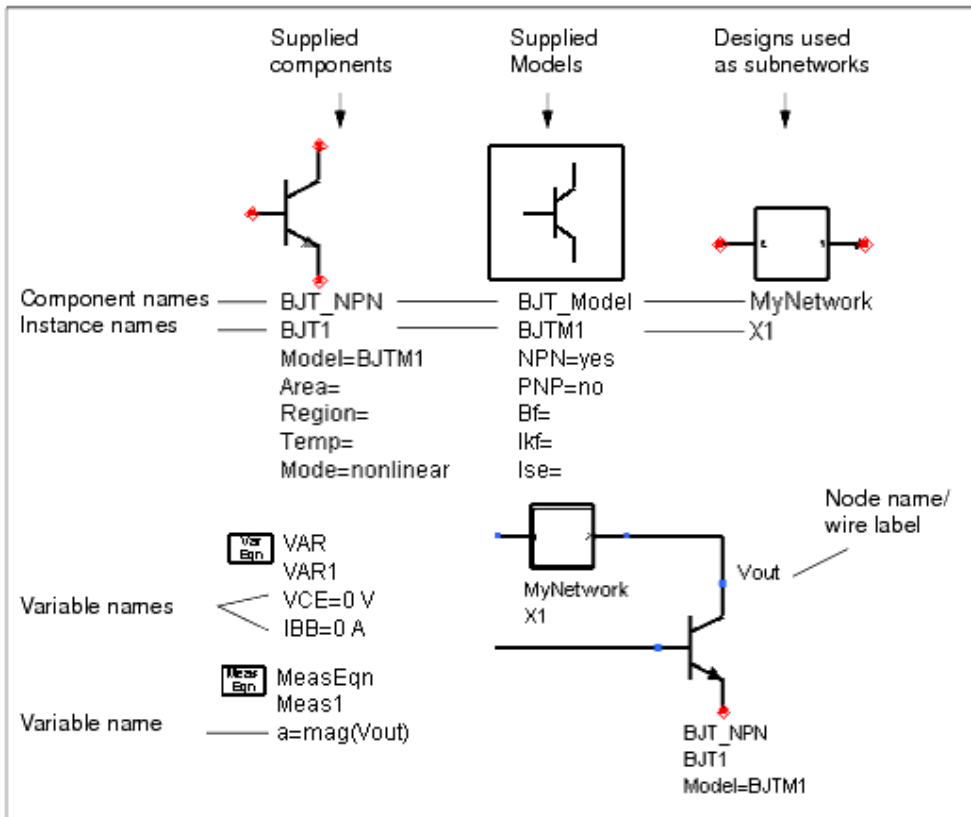 Supplied
components
Supplied
Models
Designs used
as subnetworks
Component names
Instance names
BJT_NPN
BJT1
Model=BJTM1
Area=
Region=
Temp=
Mode=nonlinear
BJT_Model
BJTM1
NPN=yes
PNP=no
Bf=
Ikf=
Ise=
MyNetwork
X1
Variable names
Var
Eqn
VAR
VAR1
VCE=0 V
IBB=0 A
Variable name
Meas
Eqn
MeasEqn
Meas1
a=mag(Vout)
MyNetwork
X1
Node name/
wire label
Vout
BJT_NPN
BJT1
Model=BJTM1